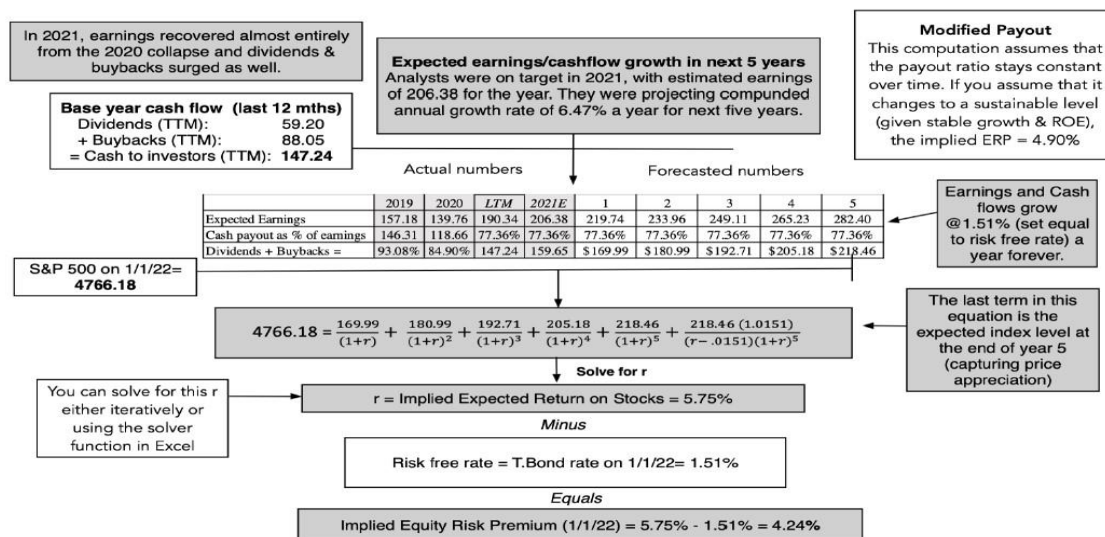 In 2021, earnings recovered almost entirely
from the 2020 collapse and dividends &
buybacks surged as well.
Expected earnings/cashflow growth in next 5 years
Analysts were on target in 2021, with estimated earnings
of 206.38 for the year. They were projecting compunded
annual growth rate of 6.47% a year for next five years.
Modified Payout
This computation assumes that
the payout ratio stays constant
over time. If you assume that it
changes to a sustainable level
(given stable growth & ROE),
the implied ERP = 4.90%
Base year cash flow (last 12 mths)
Dividends (TTM): 59.20
+ Buybacks (TTM): 88.05
= Cash to investors (TTM): 147.24
Actual numbers Forecasted numbers
2019 2020 LTM 2021E 1 2 3 4 5
Expected Earnings 157.18 139.76 190.34 206.38 219.74 233.96 249.11 265.23 282.40
Cash payout as % of earnings 146.31 118.66 77.36% 77.36% 77.36% 77.36% 77.36% 77.36% 77.36%
Dividends + Buybacks = 93.08% 84.90% 147.24 159.65 $169.99 $180.99 $192.71 $205.18 $218.46
Earnings and Cash
flows grow
@1.51% (set equal
to risk free rate) a
year forever.
S&P 500 on 1/1/22=
4766.18
4766.18 = 169.99/(1+r) + 180.99/(1+r)² + 192.71/(1+r)³ + 205.18/(1+r)⁴ + 218.46/(1+r)⁵ + 218.46 (1.0151)/(r−.0151)(1+r)⁵
The last term in this
equation is the
expected index level at
the end of year 5
(capturing price
appreciation)
Solve for r
You can solve for this r
either iteratively or
using the solver
function in Excel
r = Implied Expected Return on Stocks = 5.75%
Minus
Risk free rate = T.Bond rate on 1/1/22= 1.51%
Equals
Implied Equity Risk Premium (1/1/22) = 5.75% - 1.51% = 4.24%